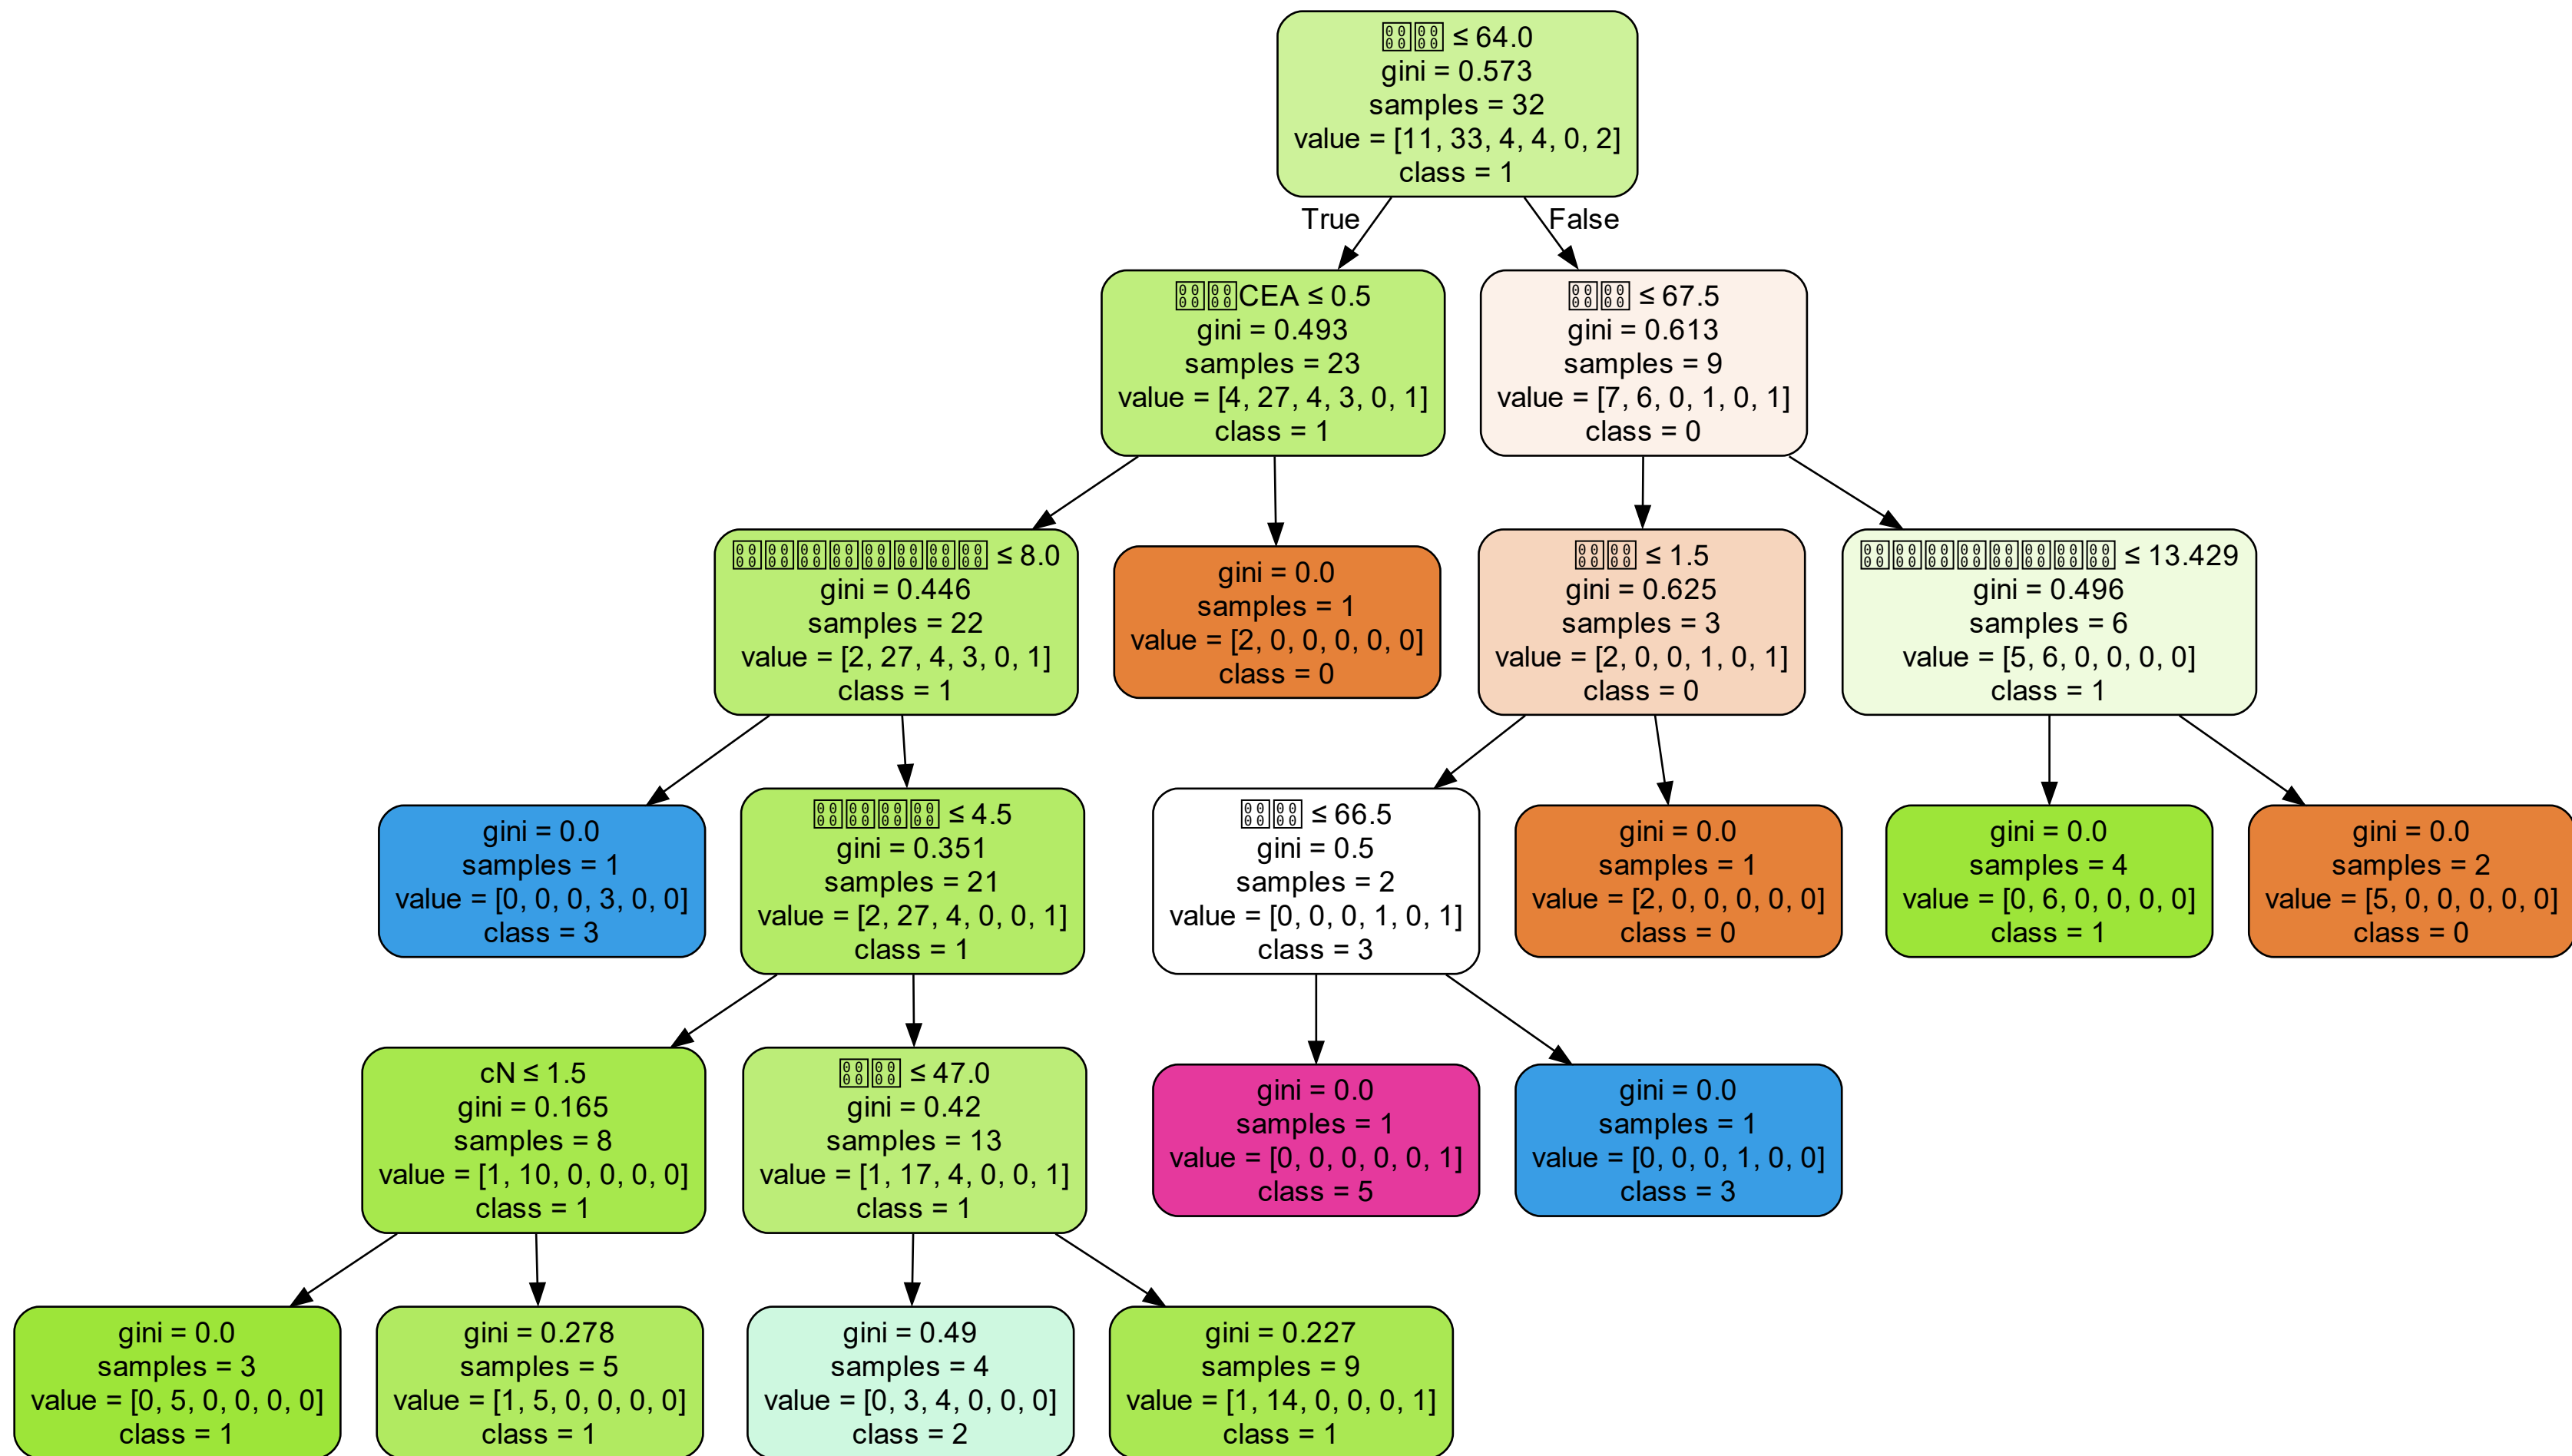 ≤ 64.0
gini = 0.573
samples = 32
value = [11, 33, 4, 4, 0, 2]
class = 1
True
False
CEA ≤ 0.5
gini = 0.493
samples = 23
value = [4, 27, 4, 3, 0, 1]
class = 1
≤ 67.5
gini = 0.613
samples = 9
value = [7, 6, 0, 1, 0, 1]
class = 0
≤ 8.0
gini = 0.446
samples = 22
value = [2, 27, 4, 3, 0, 1]
class = 1
gini = 0.0
samples = 1
value = [2, 0, 0, 0, 0, 0]
class = 0
≤ 1.5
gini = 0.625
samples = 3
value = [2, 0, 0, 1, 0, 1]
class = 0
≤ 13.429
gini = 0.496
samples = 6
value = [5, 6, 0, 0, 0, 0]
class = 1
gini = 0.0
samples = 1
value = [0, 0, 0, 3, 0, 0]
class = 3
≤ 4.5
gini = 0.351
samples = 21
value = [2, 27, 4, 0, 0, 1]
class = 1
≤ 66.5
gini = 0.5
samples = 2
value = [0, 0, 0, 1, 0, 1]
class = 3
gini = 0.0
samples = 1
value = [2, 0, 0, 0, 0, 0]
class = 0
gini = 0.0
samples = 4
value = [0, 6, 0, 0, 0, 0]
class = 1
gini = 0.0
samples = 2
value = [5, 0, 0, 0, 0, 0]
class = 0
cN ≤ 1.5
gini = 0.165
samples = 8
value = [1, 10, 0, 0, 0, 0]
class = 1
≤ 47.0
gini = 0.42
samples = 13
value = [1, 17, 4, 0, 0, 1]
class = 1
gini = 0.0
samples = 1
value = [0, 0, 0, 0, 0, 1]
class = 5
gini = 0.0
samples = 1
value = [0, 0, 0, 1, 0, 0]
class = 3
gini = 0.0
samples = 3
value = [0, 5, 0, 0, 0, 0]
class = 1
gini = 0.278
samples = 5
value = [1, 5, 0, 0, 0, 0]
class = 1
gini = 0.49
samples = 4
value = [0, 3, 4, 0, 0, 0]
class = 2
gini = 0.227
samples = 9
value = [1, 14, 0, 0, 0, 1]
class = 1